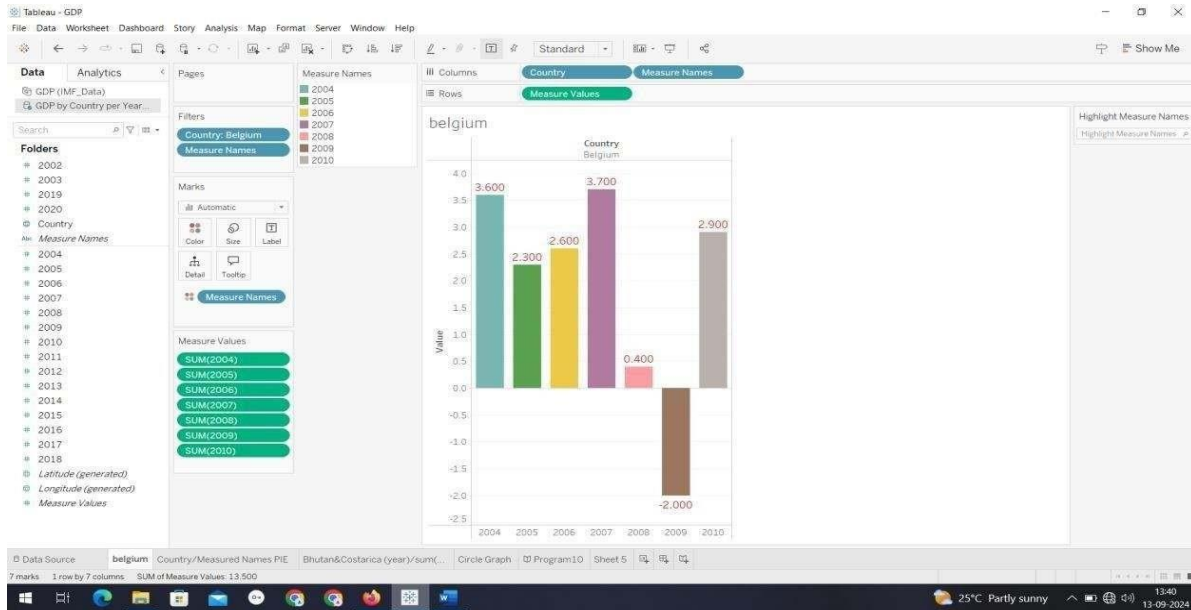 Tableau - GDP
File Data Worksheet Dashboard Story Analysis Map Format Server Window Help
Standard
Show Me
Data Analytics
GDP (IMF_Data)
GDP by Country per Year...
Search
Folders
2002
2003
2019
2020
Country
Abc Measure Names
2004
2005
2006
2007
2008
2009
2010
2011
2012
2013
2014
2015
2016
2017
2018
Latitude (generated)
Longitude (generated)
Measure Values
Pages
Filters
Country: Belgium
Measure Names
Marks
Automatic
Color Size Label
Detail Tooltip
Measure Names
Measure Values
SUM(2004)
SUM(2005)
SUM(2006)
SUM(2007)
SUM(2008)
SUM(2009)
SUM(2010)
Measure Names
2004
2005
2006
2007
2008
2009
2010
Columns Country Measure Names
Rows Measure Values
belgium
Country
Belgium
Value
4.0
3.5
3.0
2.5
2.0
1.5
1.0
0.5
0.0
-0.5
-1.0
-1.5
-2.0
-2.5
3.600
2.300
2.600
3.700
0.400
-2.000
2.900
2004 2005 2006 2007 2008 2009 2010
Highlight Measure Names
Highlight Measure Names
Data Source belgium Country/Measured Names PIE Bhutan&Costarica (year)/sum(... Circle Graph Program10 Sheet 5
7 marks 1 row by 7 columns SUM of Measure Values: 13.500
25°C Partly sunny
13:40
13-09-2024